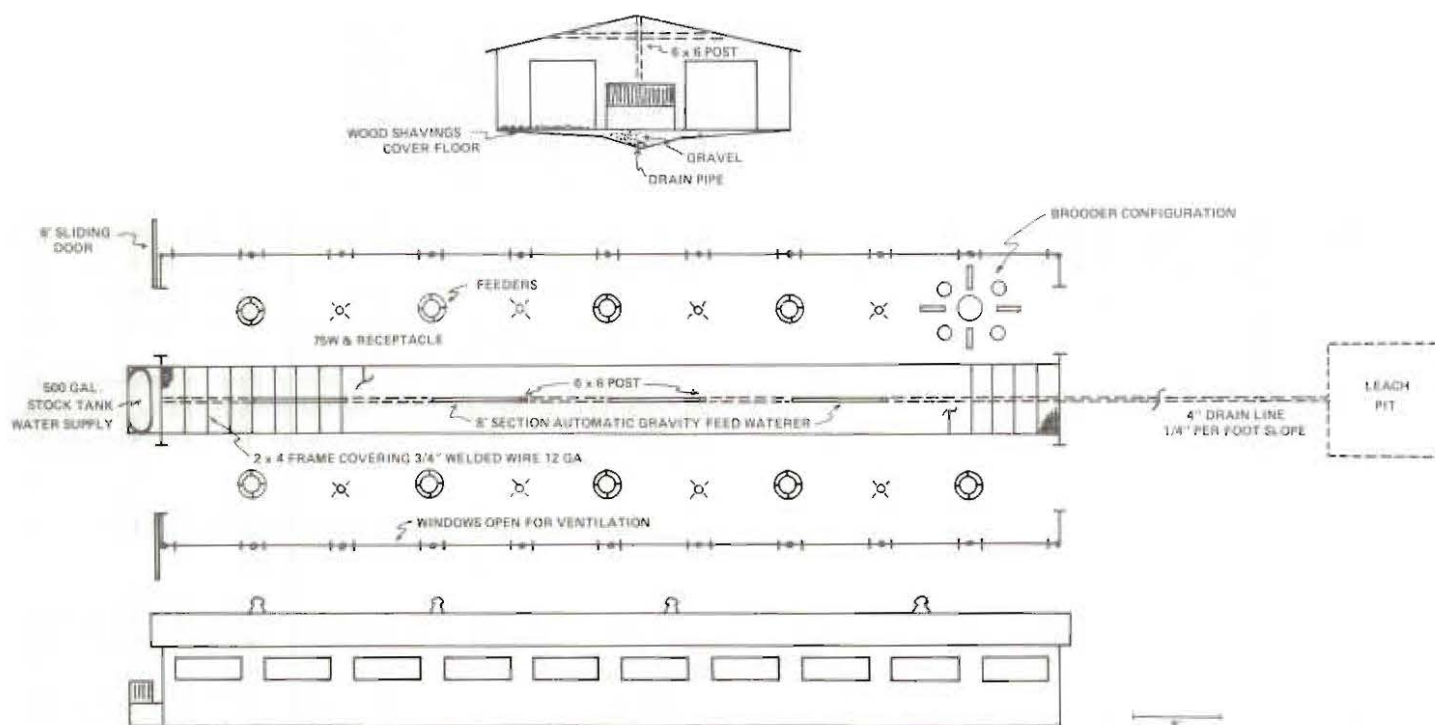 6 x 6 POST
WOOD SHAVINGS
COVER FLOOR
GRAVEL
DRAIN PIPE
BROODER CONFIGURATION
8' SLIDING
DOOR
FEEDERS
75W & RECEPTACLE
500 GAL.
STOCK TANK
WATER SUPPLY
6 x 6 POST
8' SECTION AUTOMATIC GRAVITY FEED WATERER
LEACH
PIT
4" DRAIN LINE
1/4" PER FOOT SLOPE
2 x 4 FRAME COVERING 3/4" WELDED WIRE 12 GA
WINDOWS OPEN FOR VENTILATION